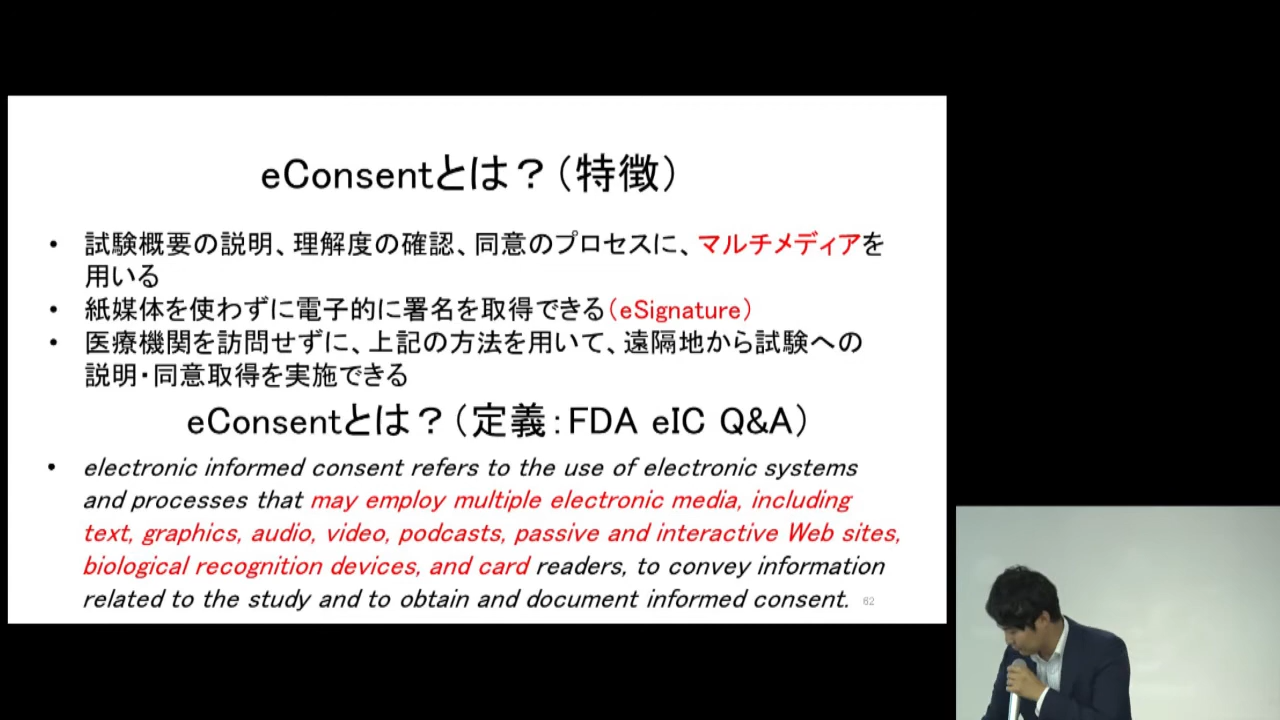 eConsentとは？（特徴）
• 試験概要の説明、理解度の確認、同意のプロセスに、マルチメディアを
用いる
• 紙媒体を使わずに電子的に署名を取得できる（eSignature）
• 医療機関を訪問せずに、上記の方法を用いて、遠隔地から試験への
説明・同意取得を実施できる
eConsentとは？（定義：FDA eIC Q&A）
• electronic informed consent refers to the use of electronic systems
and processes that may employ multiple electronic media, including
text, graphics, audio, video, podcasts, passive and interactive Web sites,
biological recognition devices, and card readers, to convey information
related to the study and to obtain and document informed consent.
62